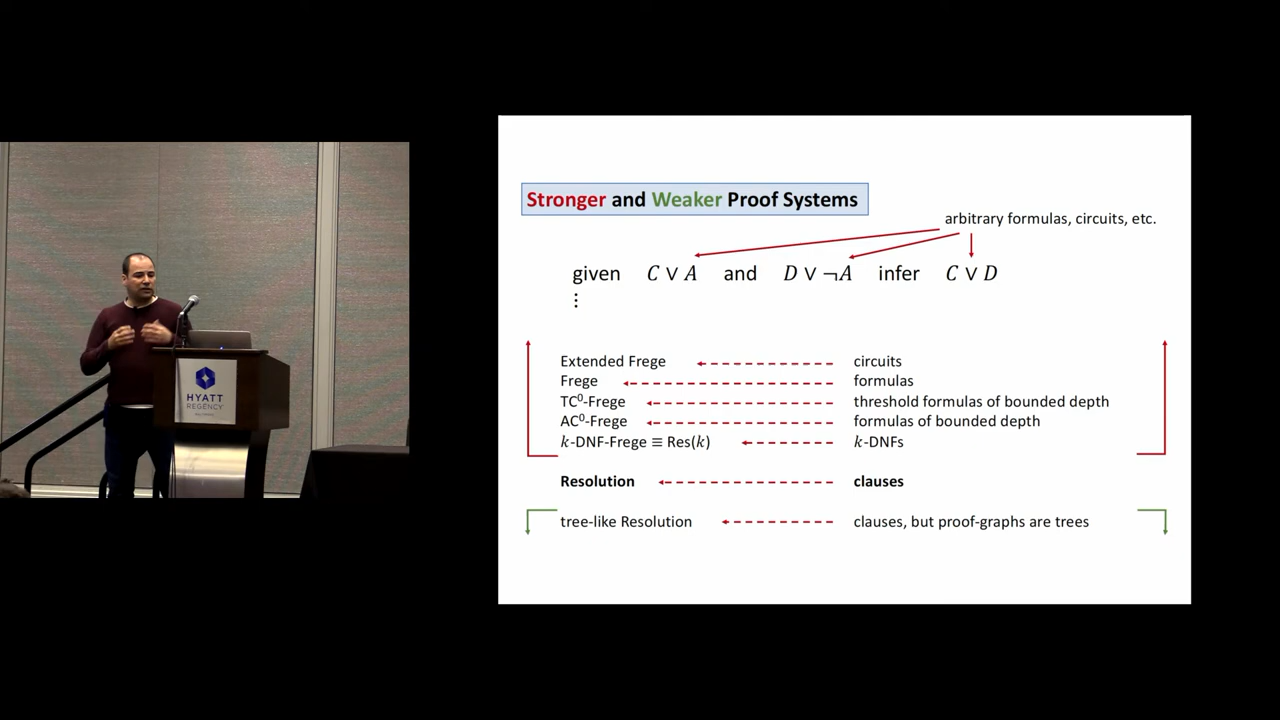 Stronger and Weaker Proof Systems
arbitrary formulas, circuits, etc.
given C ∨ A and D ∨ ¬A infer C ∨ D
⋮
Extended Frege circuits
Frege formulas
TC⁰-Frege threshold formulas of bounded depth
AC⁰-Frege formulas of bounded depth
k-DNF-Frege ≡ Res(k) k-DNFs
Resolution clauses
tree-like Resolution clauses, but proof-graphs are trees
HYATT
REGENCY